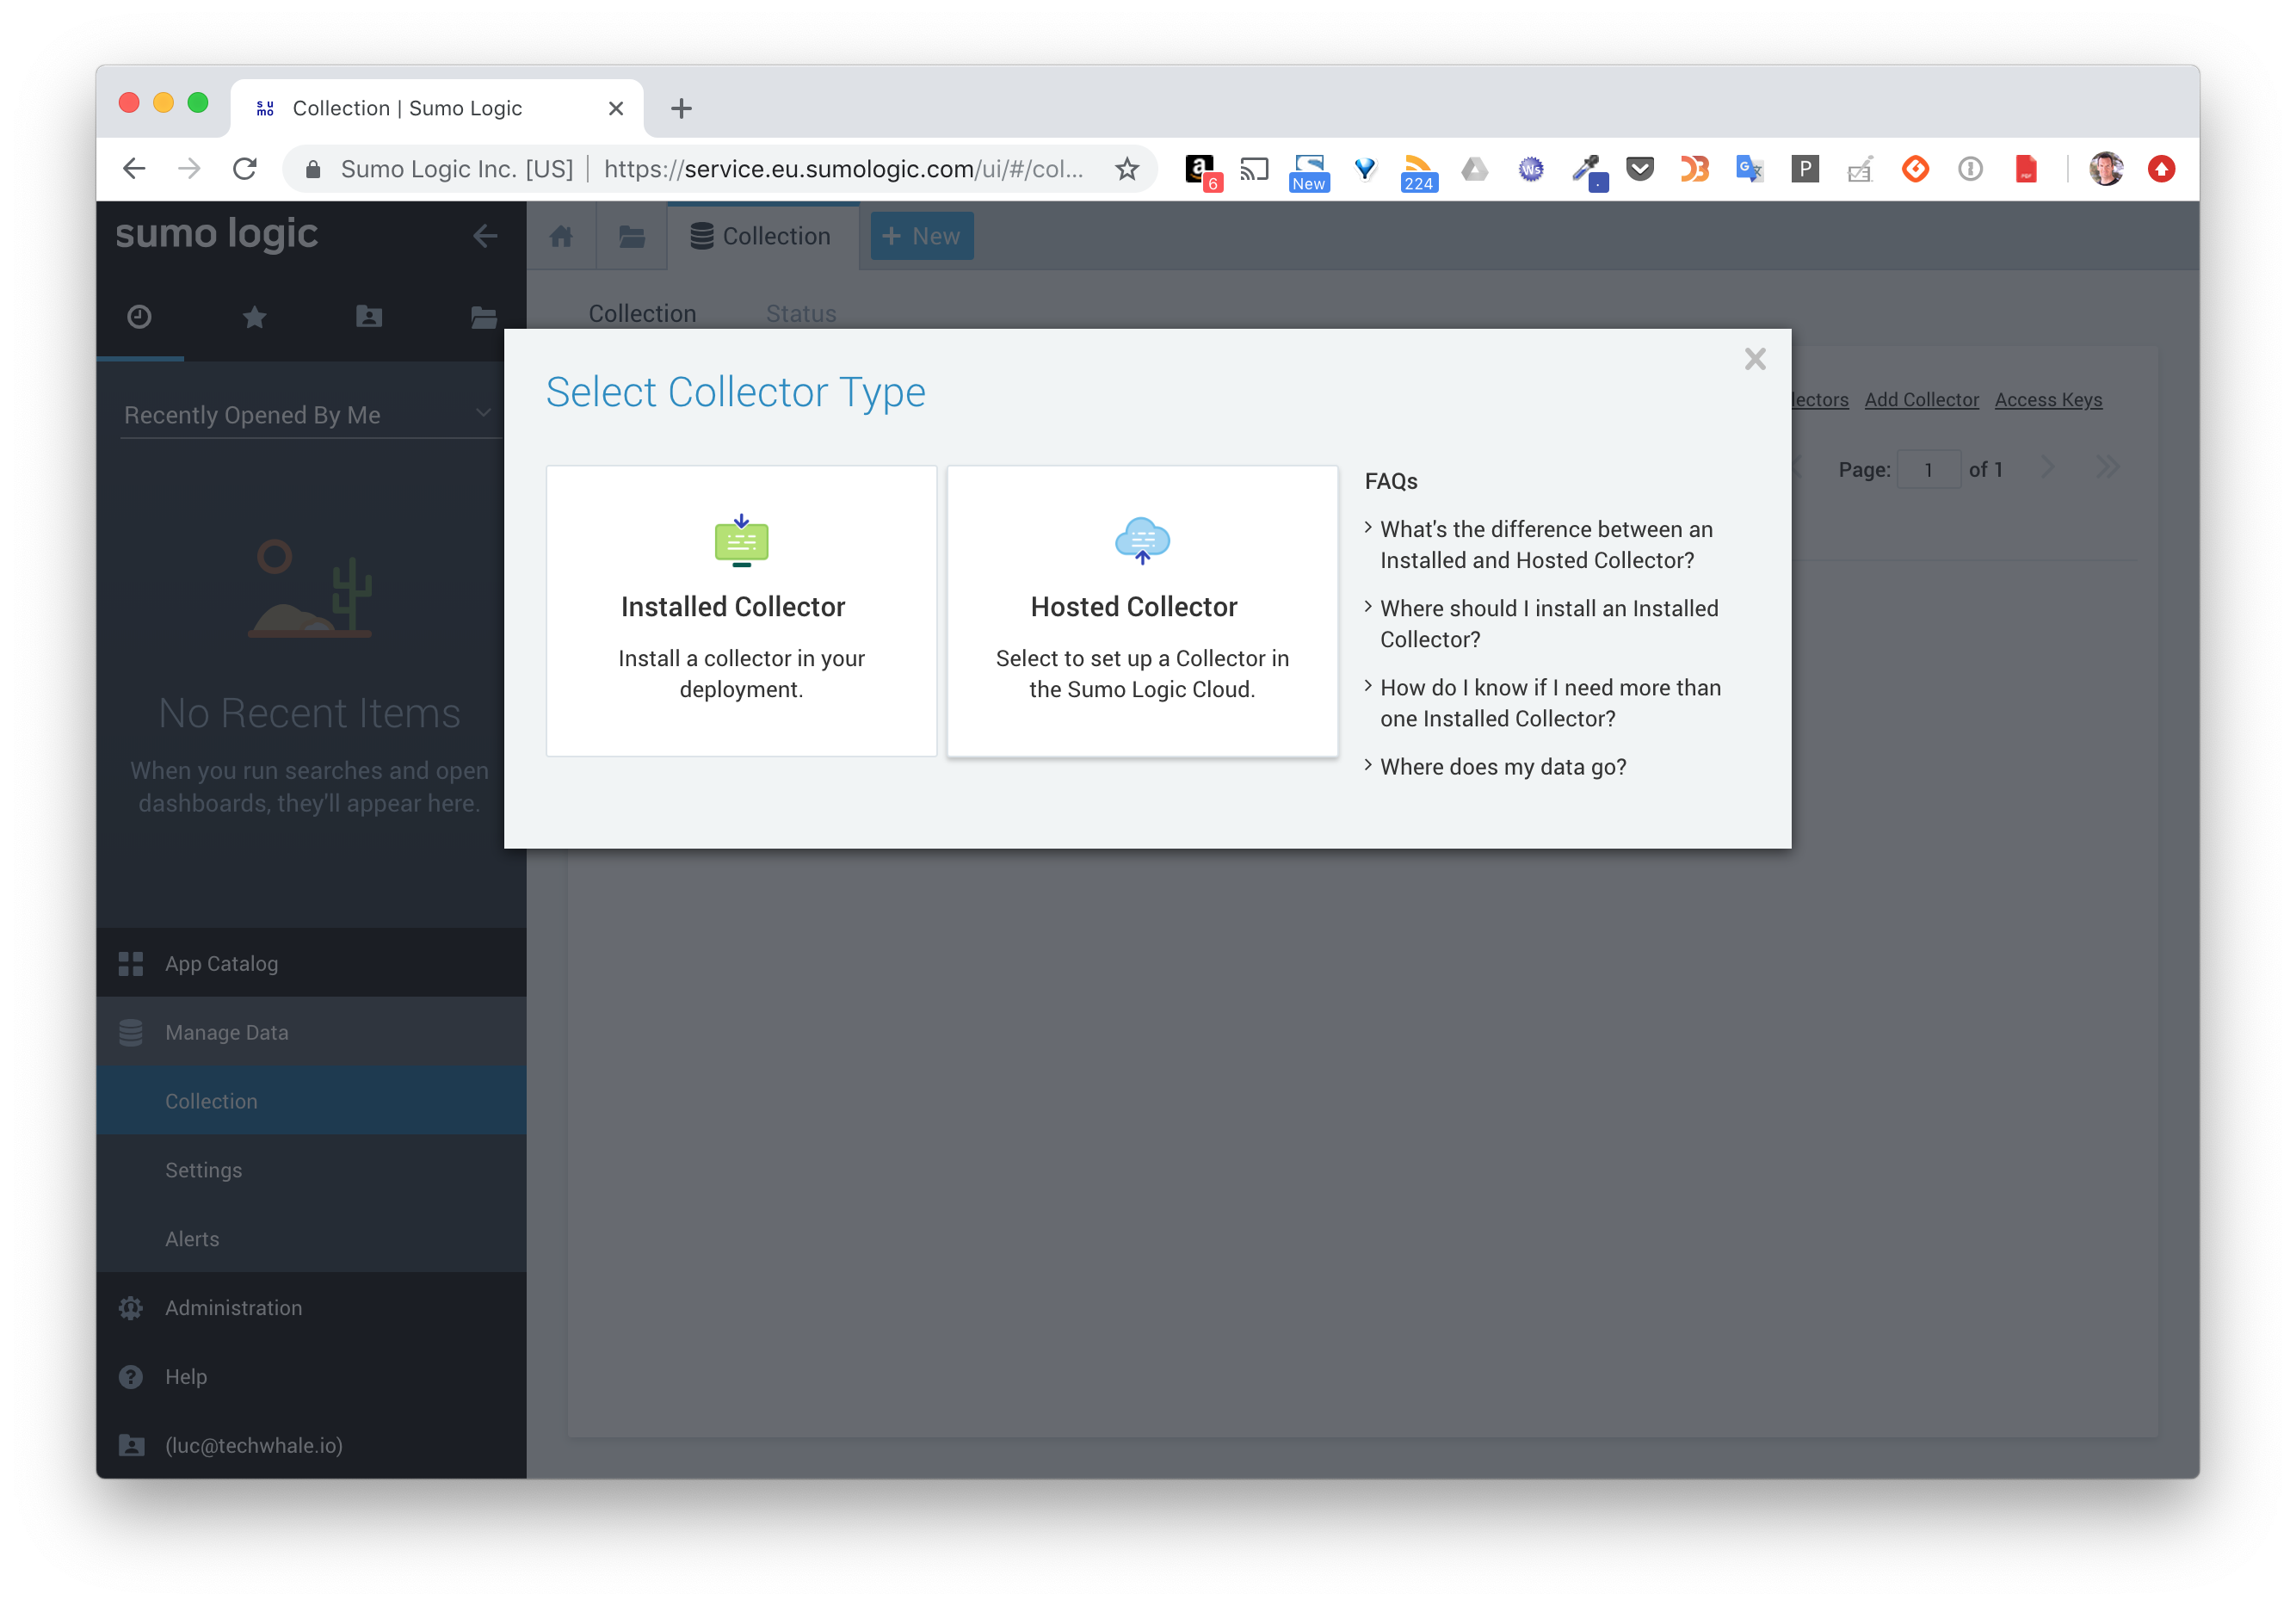 su
mo
Collection | Sumo Logic
Sumo Logic Inc. [US]
https://service.eu.sumologic.com/ui/#/col...
a
6
New
224
Ws
D3
G
P
PDF
sumo logic
Collection
+ New
Collection
Status
Recently Opened By Me
No Recent Items
When you run searches and open
dashboards, they'll appear here.
Select Collector Type
Installed Collector
Install a collector in your
deployment.
Hosted Collector
Select to set up a Collector in
the Sumo Logic Cloud.
FAQs
What's the difference between an
Installed and Hosted Collector?
Where should I install an Installed
Collector?
How do I know if I need more than
one Installed Collector?
Where does my data go?
lectors Add Collector Access Keys
Page: 1 of 1
App Catalog
Manage Data
Collection
Settings
Alerts
Administration
Help
(luc@techwhale.io)